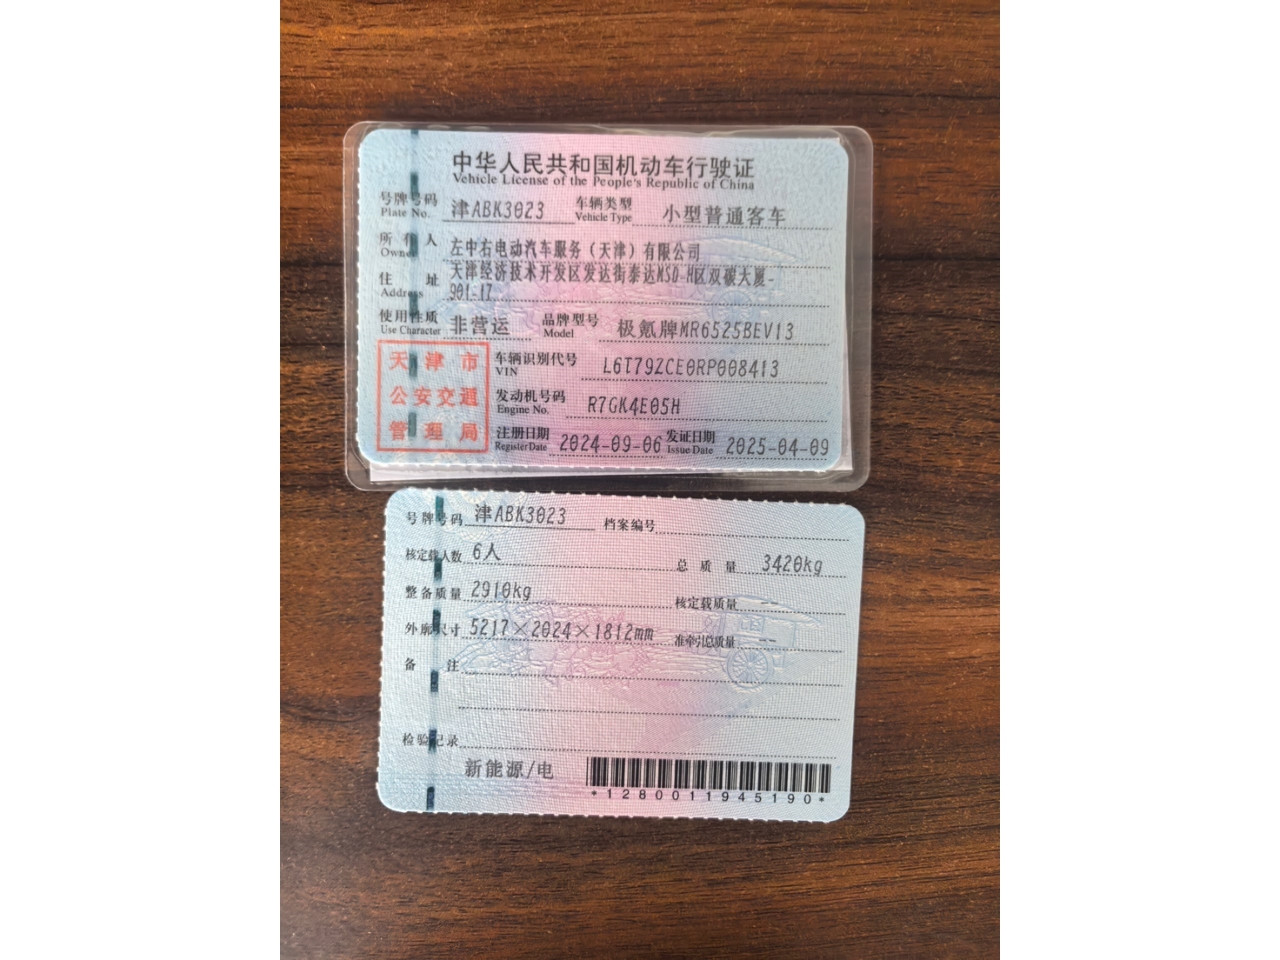 中华人民共和国机动车行驶证
Vehicle License of the People's Republic of China
号牌号码 Plate No. 津ABK3023 车辆类型 Vehicle Type 小型普通客车
所有人 Owner 左中右电动汽车服务（天津）有限公司
住址 Address 天津经济技术开发区发达街泰达MSD-H区双碳大厦-
901-17
使用性质 Use Character 非营运 品牌型号 Model 极氪牌MR6525BEV13
天津市
公安交通
管理局
车辆识别代号 VIN L6T79ZCE0RP008413
发动机号码 Engine No. R7GK4E05H
注册日期 Register Date 2024-09-06 发证日期 Issue Date 2025-04-09
号牌号码 津ABK3023 档案编号
核定载人数 6人 总质量 3420kg
整备质量 2910kg 核定载质量 --
外廓尺寸 5217×2024×1812mm 准牵引总质量 --
备注
检验记录
新能源/电
*1280011945190*